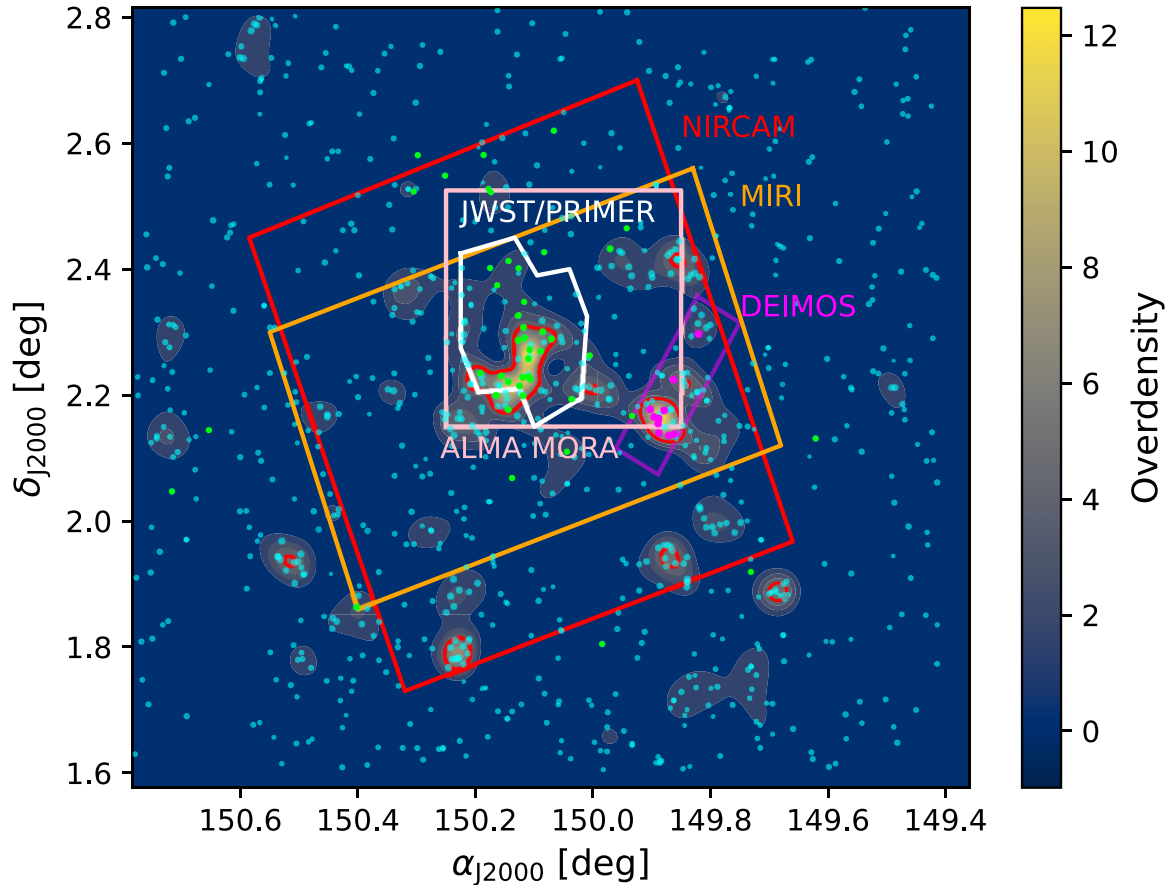 2.8
2.6
2.4
2.2
2.0
1.8
1.6
δJ2000 [deg]
NIRCAM
MIRI
JWST/PRIMER
DEIMOS
ALMA MORA
150.6 150.4 150.2 150.0 149.8 149.6 149.4
αJ2000 [deg]
12
10
8
6
4
2
0
Overdensity